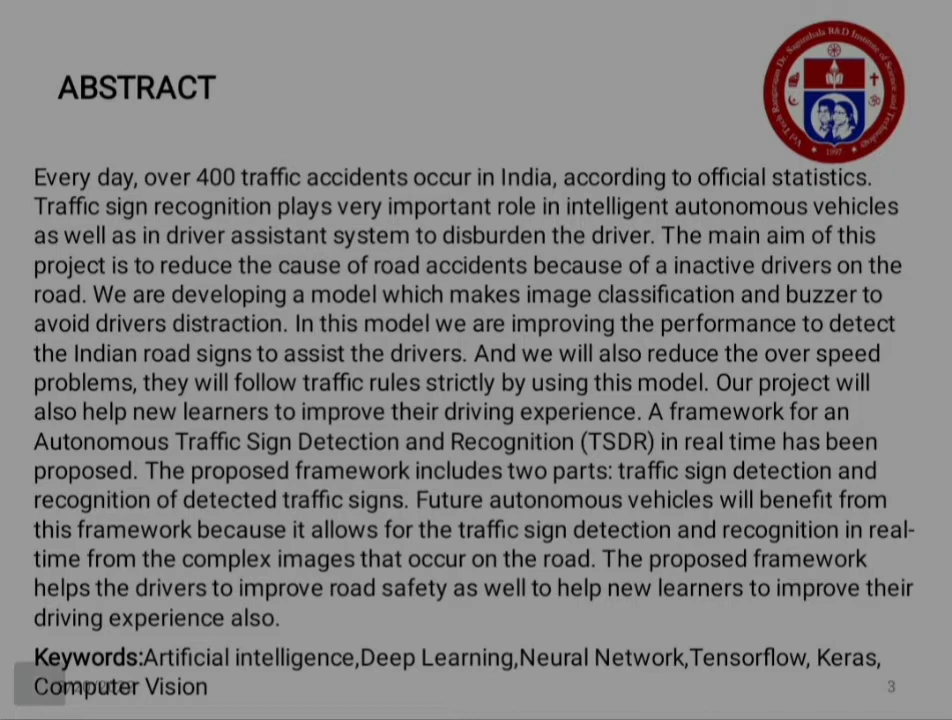 ABSTRACT
Vel Tech Rangarajan Dr. Sagunthala R&D Institute of Science and Technology
1997
Every day, over 400 traffic accidents occur in India, according to official statistics.
Traffic sign recognition plays very important role in intelligent autonomous vehicles
as well as in driver assistant system to disburden the driver. The main aim of this
project is to reduce the cause of road accidents because of a inactive drivers on the
road. We are developing a model which makes image classification and buzzer to
avoid drivers distraction. In this model we are improving the performance to detect
the Indian road signs to assist the drivers. And we will also reduce the over speed
problems, they will follow traffic rules strictly by using this model. Our project will
also help new learners to improve their driving experience. A framework for an
Autonomous Traffic Sign Detection and Recognition (TSDR) in real time has been
proposed. The proposed framework includes two parts: traffic sign detection and
recognition of detected traffic signs. Future autonomous vehicles will benefit from
this framework because it allows for the traffic sign detection and recognition in real-
time from the complex images that occur on the road. The proposed framework
helps the drivers to improve road safety as well to help new learners to improve their
driving experience also.
Keywords:Artificial intelligence,Deep Learning,Neural Network,Tensorflow, Keras,
Computer Vision
3